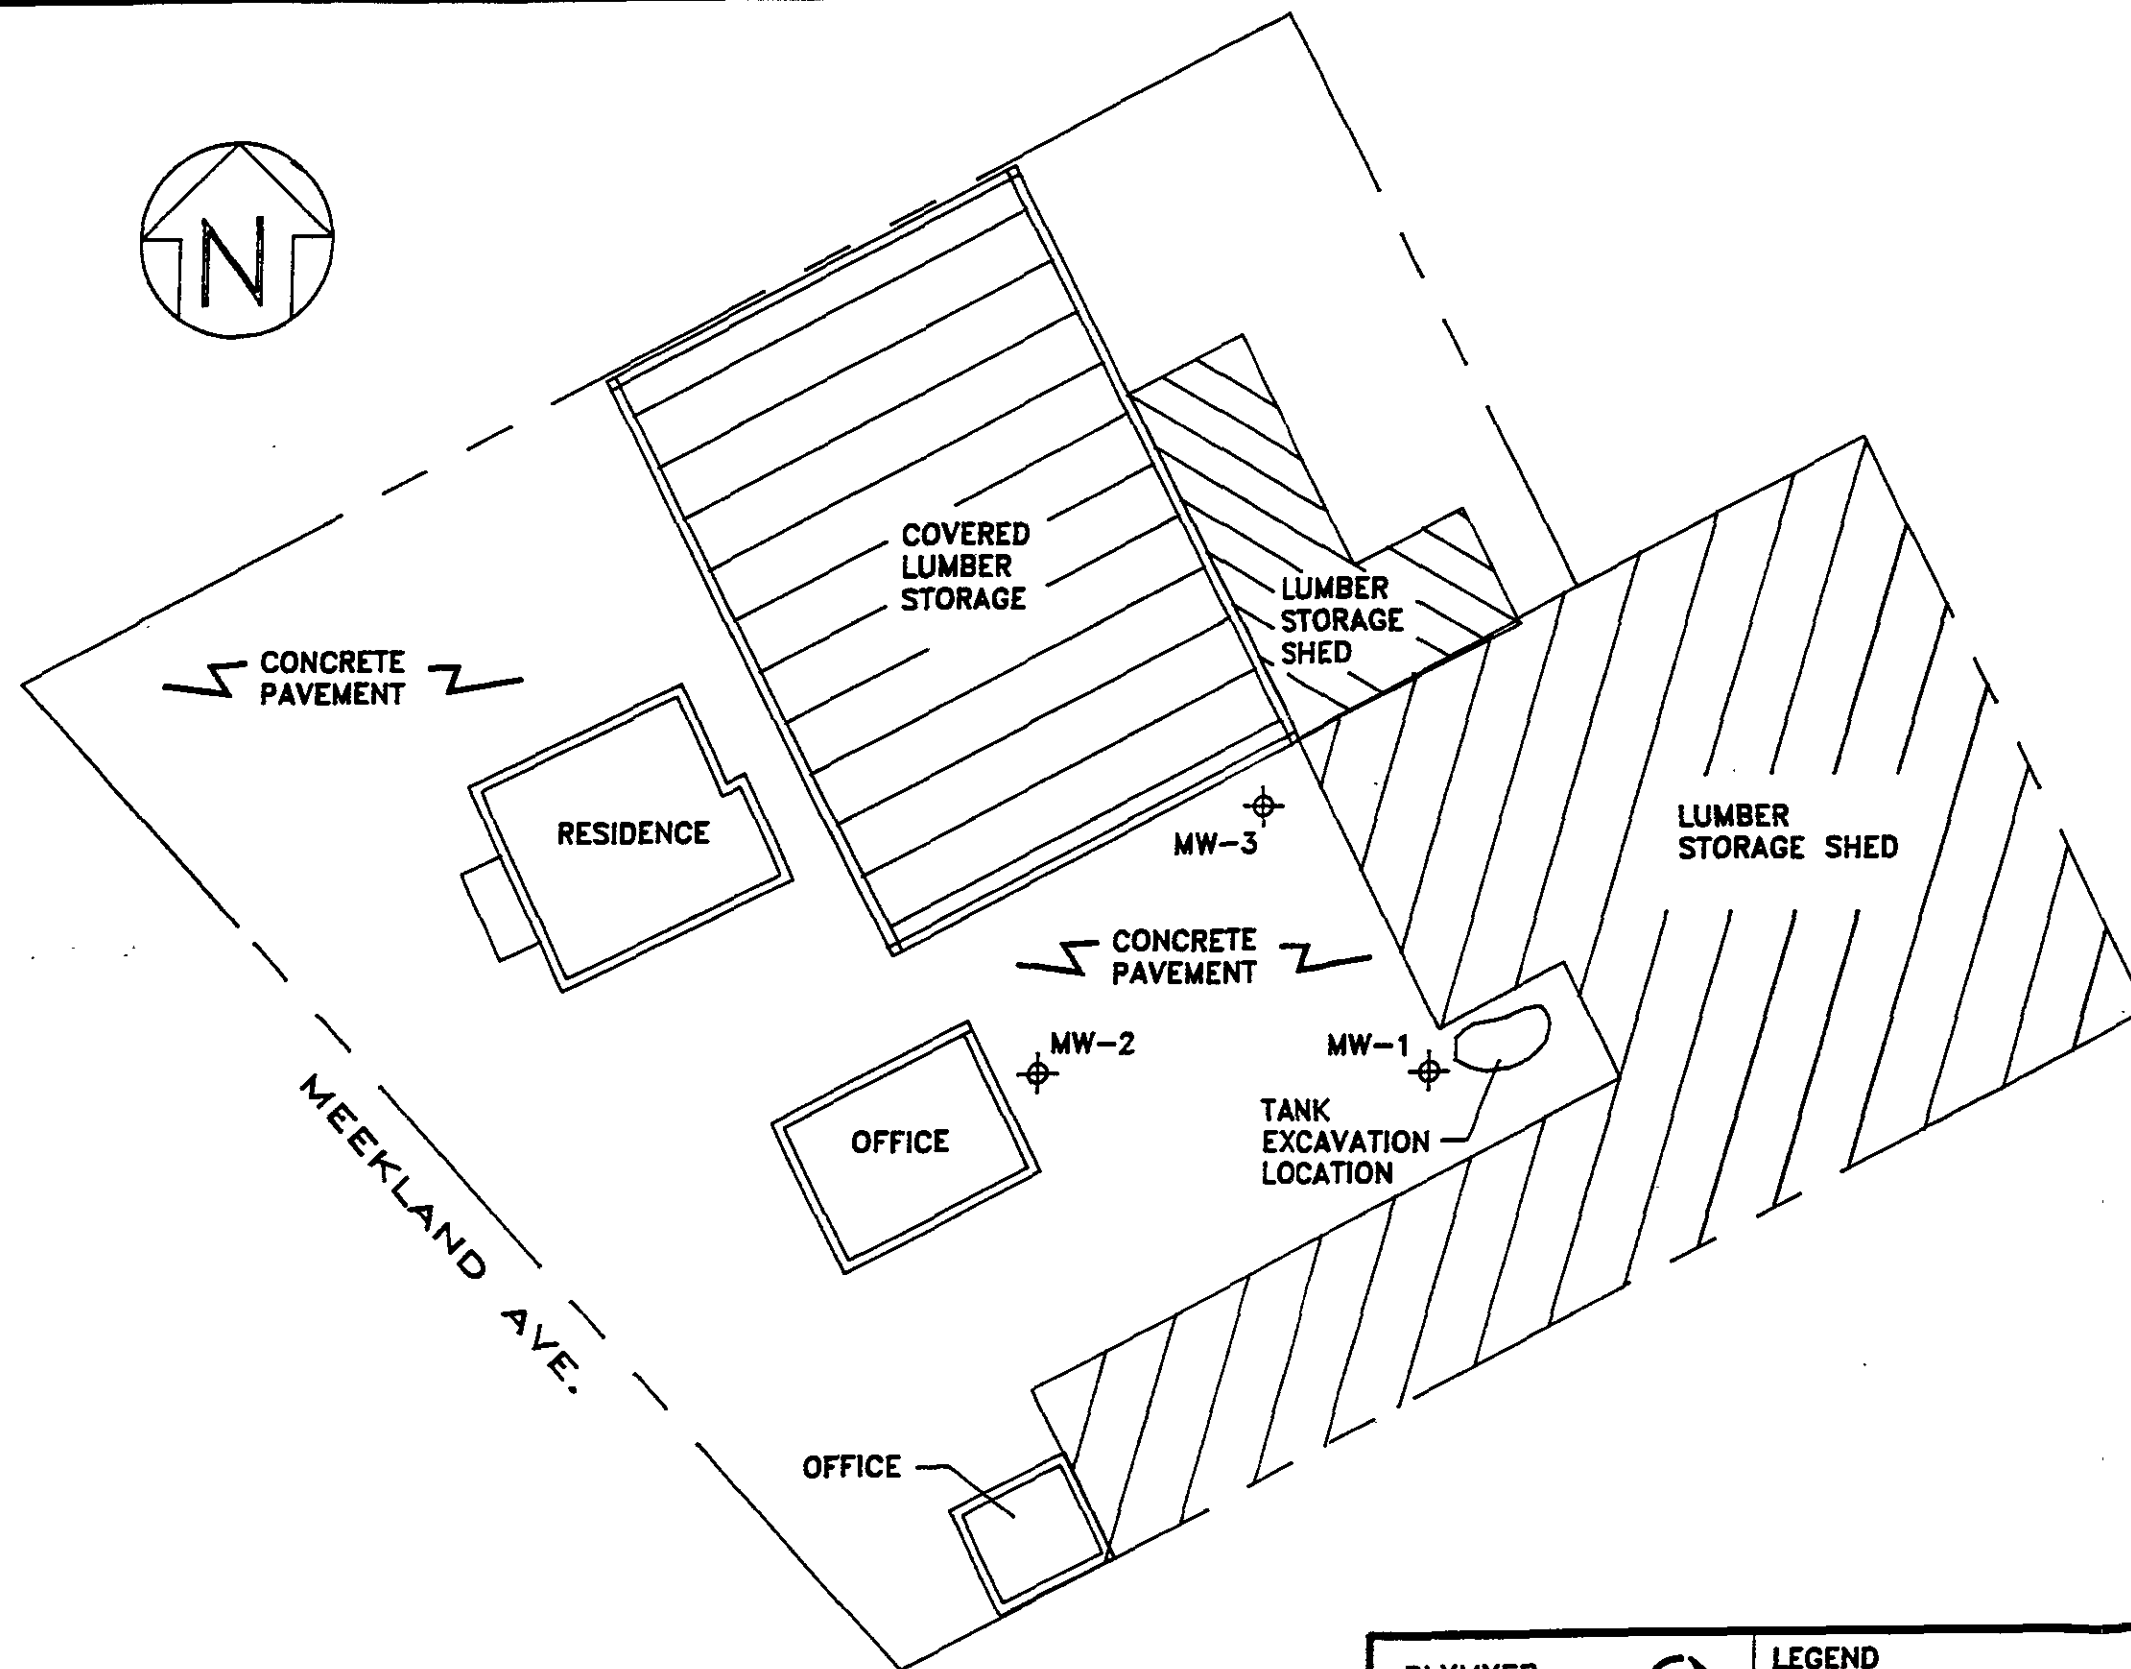 N
COVERED
LUMBER
STORAGE
LUMBER
STORAGE
SHED
CONCRETE
PAVEMENT
RESIDENCE
LUMBER
STORAGE SHED
MW-3
CONCRETE
PAVEMENT
MW-2
MW-1
OFFICE
TANK
EXCAVATION
LOCATION
MEEKLAND AVE.
OFFICE
LEGEND